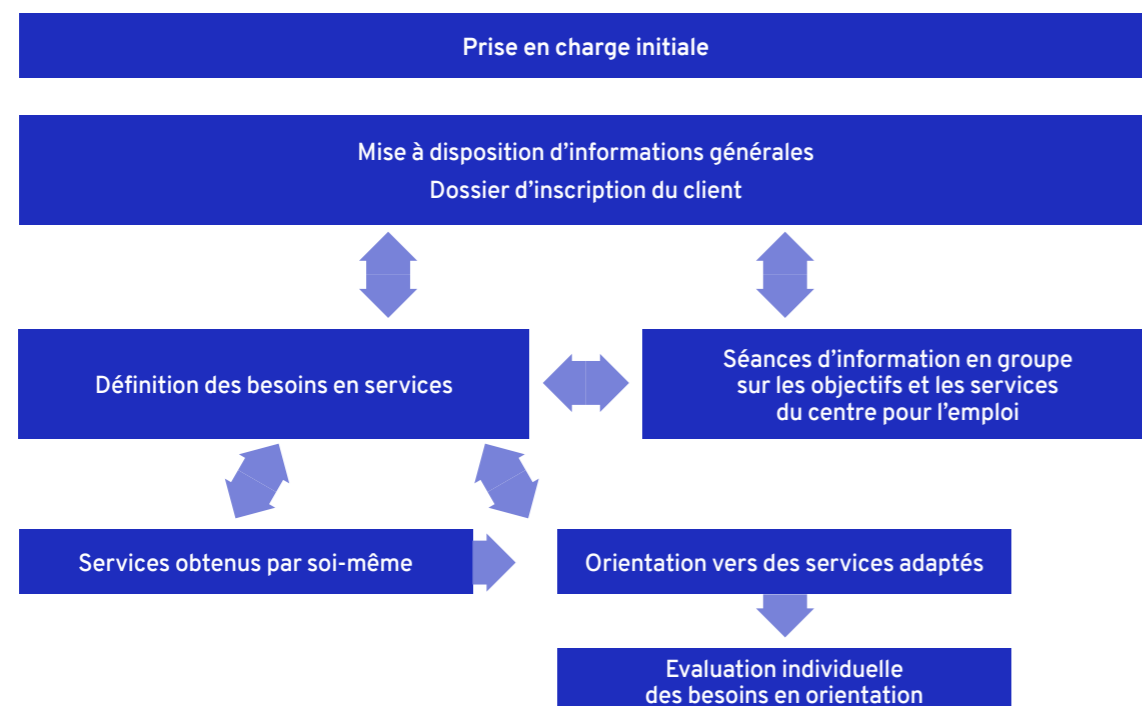 Prise en charge initiale
Mise à disposition d’informations générales
Dossier d’inscription du client
Définition des besoins en services
Séances d’information en groupe
sur les objectifs et les services
du centre pour l’emploi
Services obtenus par soi-même
Orientation vers des services adaptés
Evaluation individuelle
des besoins en orientation